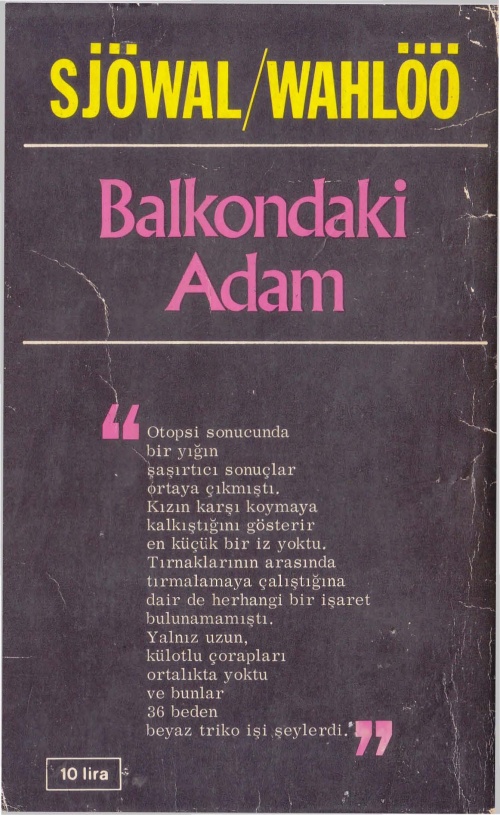 SJÖWAL/WAHLÖÖ
Balkondaki
Adam
“Otopsi sonucunda
bir yığın
şaşırtıcı sonuçlar
ortaya çıkmıştı.
Kızın karşı koymaya
kalkıştığını gösterir
en küçük bir iz yoktu.
Tırnaklarının arasında
tırmalamaya çalıştığına
dair de herhangi bir işaret
bulunamamıştı.
Yalnız uzun,
külotlu çorapları
ortalıkta yoktu
ve bunlar
36 beden
beyaz triko işi şeylerdi.”
10 lira